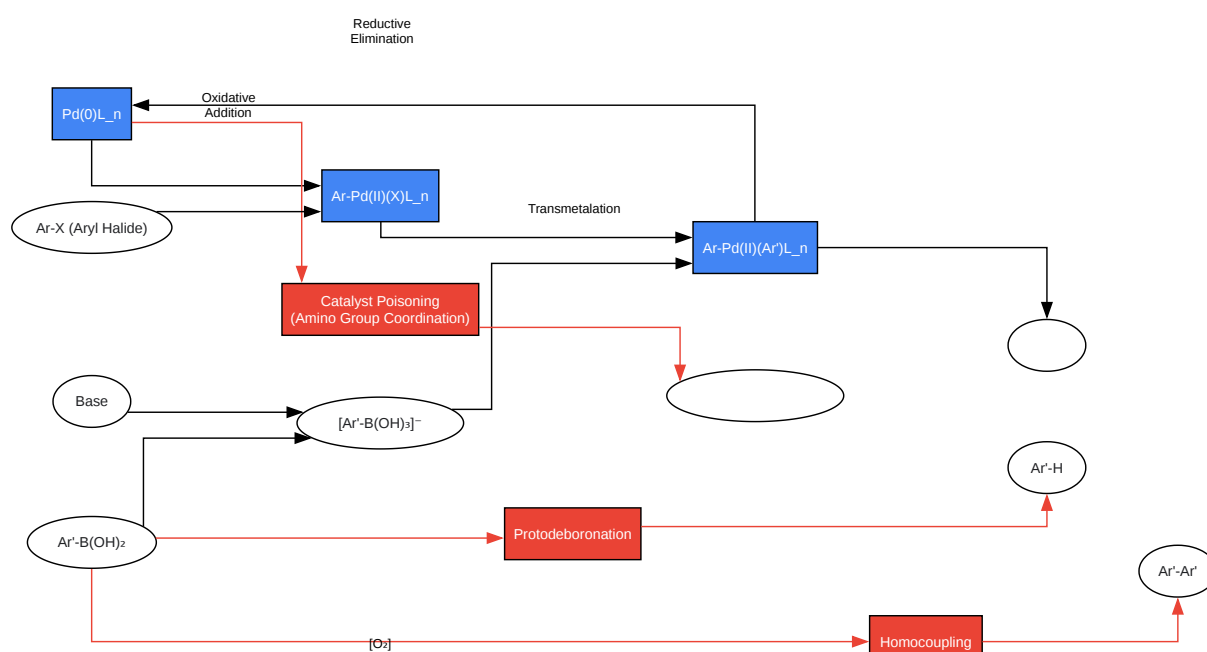 Reductive
Elimination
Oxidative
Addition
Pd(0)L_n
Ar-Pd(II)(X)L_n
Ar-X (Aryl Halide)
Transmetalation
Ar-Pd(II)(Ar')L_n
Catalyst Poisoning
(Amino Group Coordination)
Base
[Ar'-B(OH)₃]⁻
Ar'-H
Ar'-B(OH)₂
Protodeboronation
Ar'-Ar'
[O₂]
Homocoupling